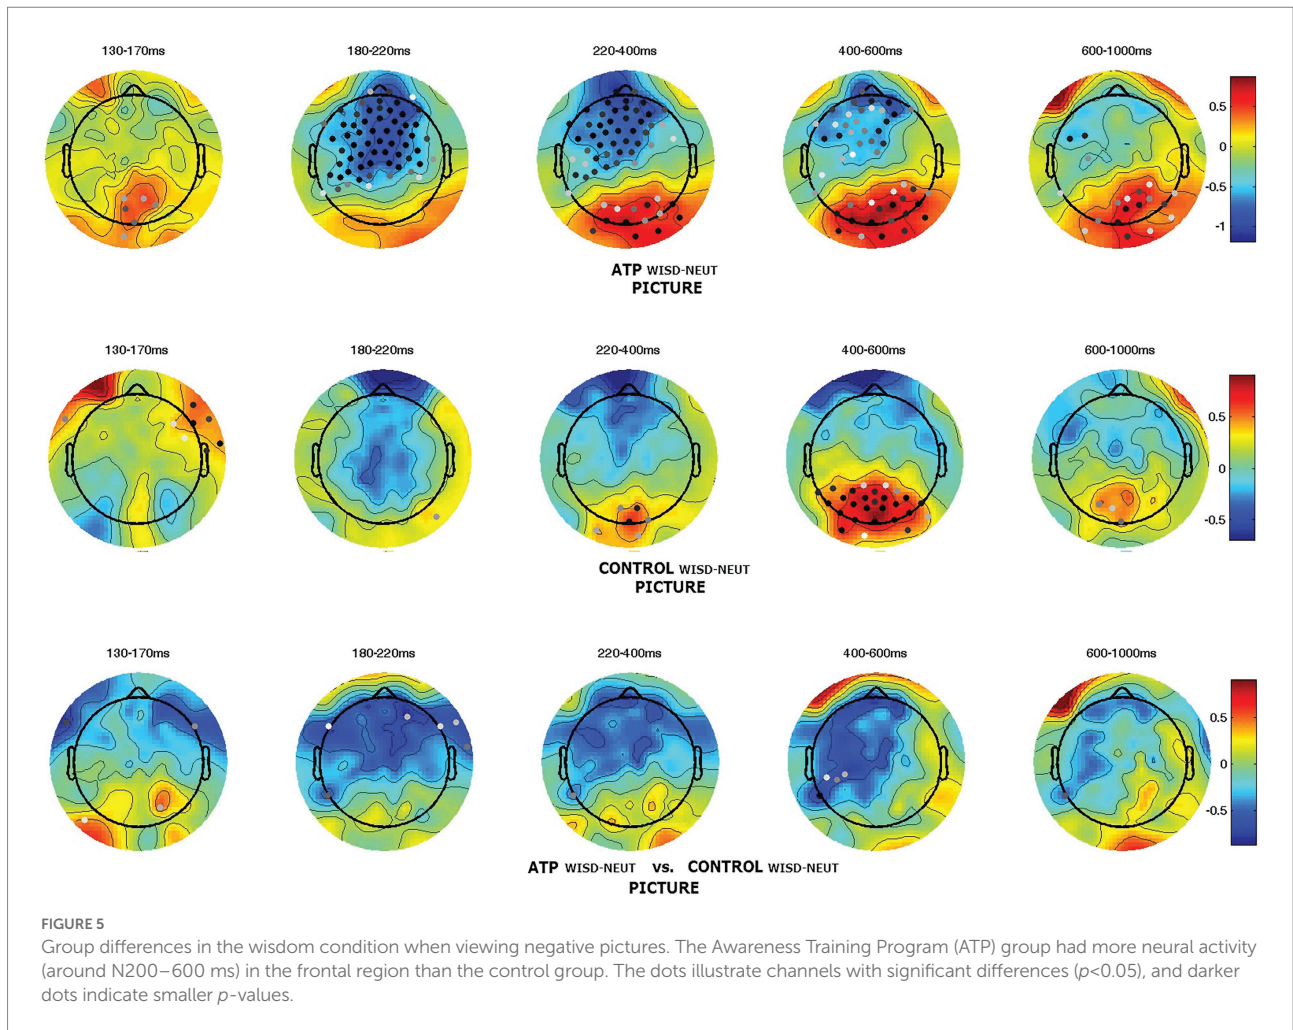 130-170ms 180-220ms 220-400ms 400-600ms 600-1000ms
0.5
0
-0.5
-1
ATP WISD-NEUT
PICTURE
130-170ms 180-220ms 220-400ms 400-600ms 600-1000ms
0.5
0
-0.5
CONTROL WISD-NEUT
PICTURE
130-170ms 180-220ms 220-400ms 400-600ms 600-1000ms
0.5
0
-0.5
ATP WISD-NEUT vs. CONTROL WISD-NEUT
PICTURE
FIGURE 5
Group differences in the wisdom condition when viewing negative pictures. The Awareness Training Program (ATP) group had more neural activity
(around N200–600 ms) in the frontal region than the control group. The dots illustrate channels with significant differences (p<0.05), and darker
dots indicate smaller p-values.